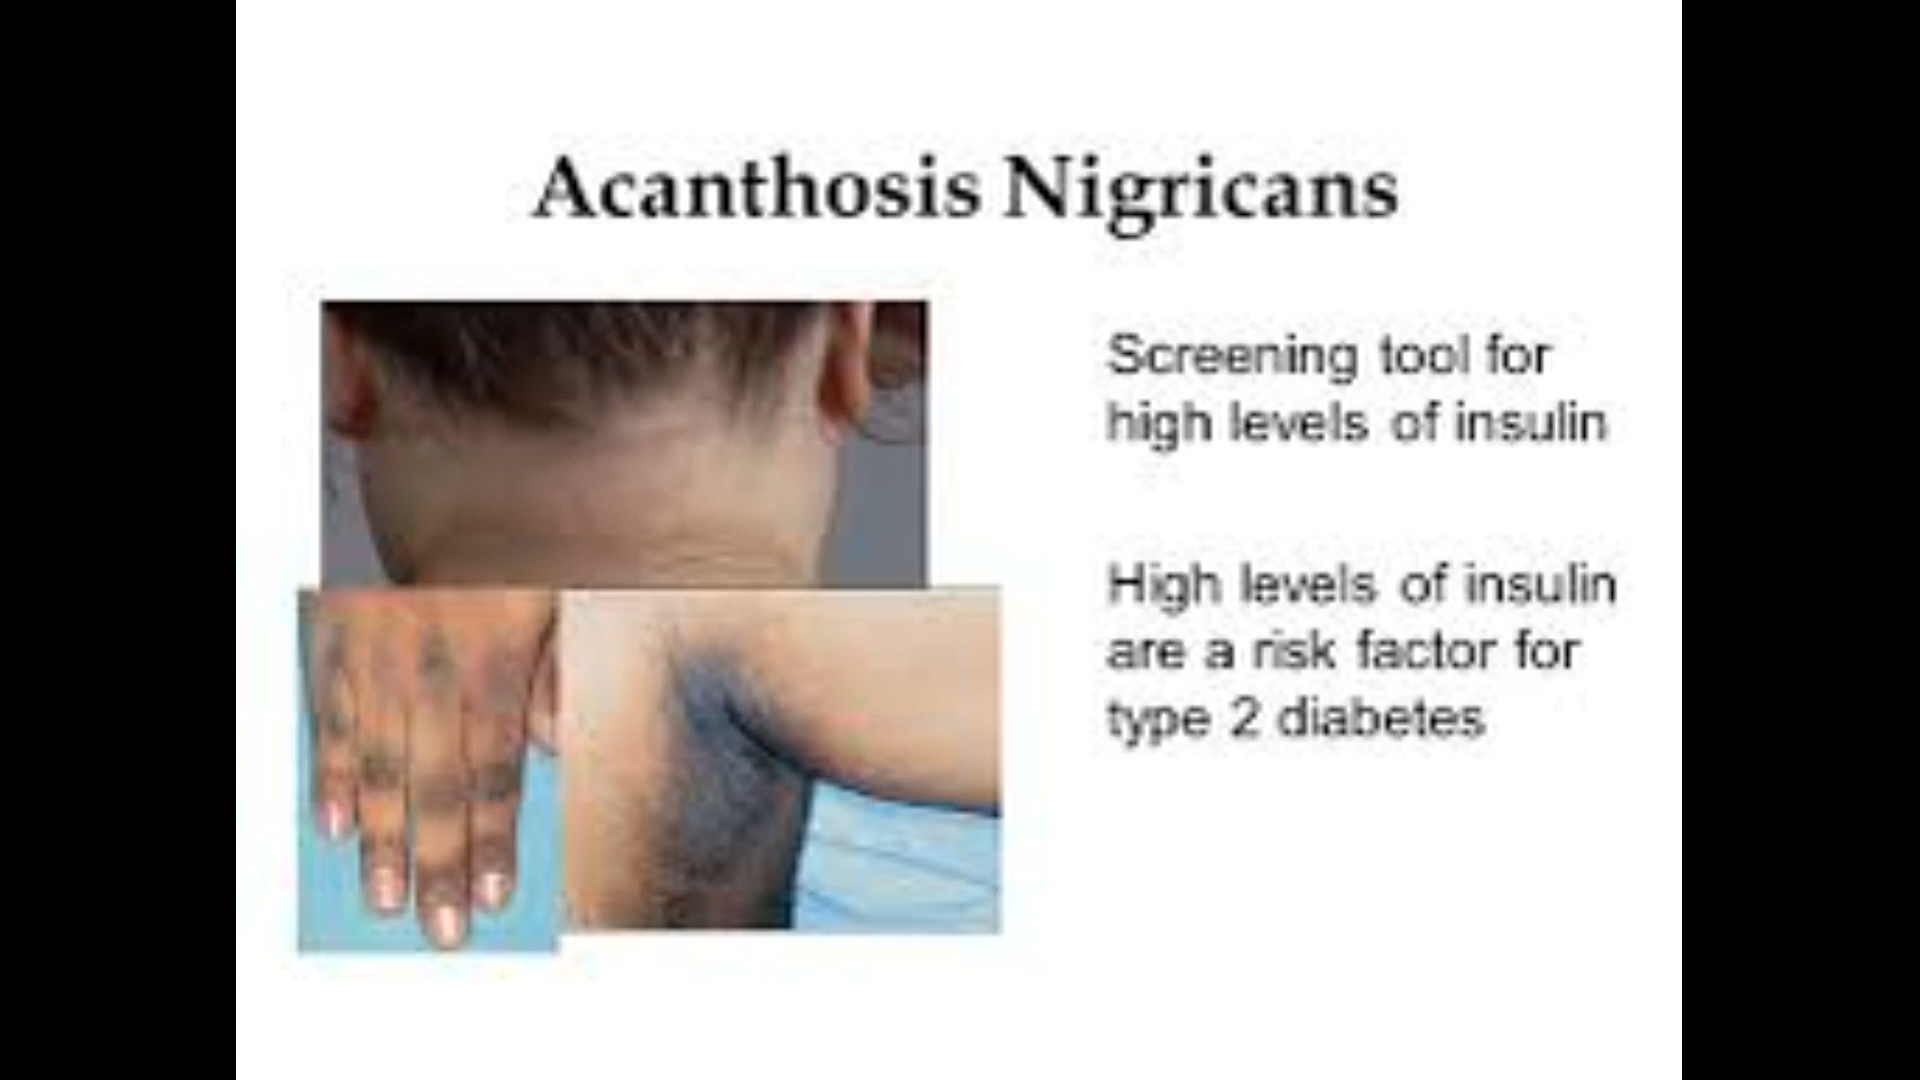 Acanthosis Nigricans
Screening tool for
high levels of insulin
High levels of insulin
are a risk factor for
type 2 diabetes